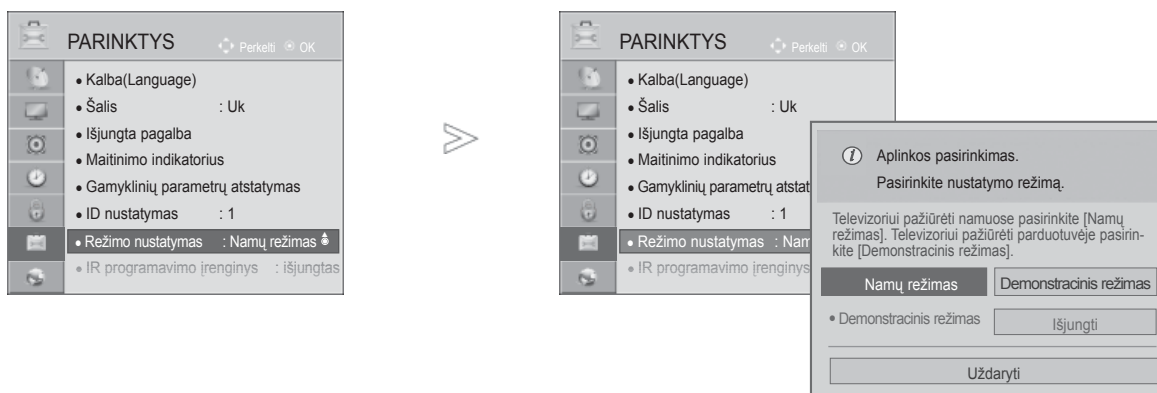 PARINKTYS
Perkelti OK
• Kalba(Language)
• Šalis : Uk
• Išjungta pagalba
• Maitinimo indikatorius
• Gamyklinių parametrų atstatymas
• ID nustatymas : 1
• Režimo nustatymas : Namų režimas
• IR programavimo įrenginys : išjungtas
PARINKTYS
Perkelti OK
• Kalba(Language)
• Šalis : Uk
• Išjungta pagalba
• Maitinimo indikatorius
• Gamyklinių parametrų atstat
• ID nustatymas : 1
• Režimo nustatymas : Nam
• IR programavimo įrenginys
Aplinkos pasirinkimas.
Pasirinkite nustatymo režimą.
Televizoriui pažiūrėti namuose pasirinkite [Namų
režimas]. Televizoriui pažiūrėti parduotuvėje pasirin-
kite [Demonstracinis režimas].
Namų režimas Demonstracinis režimas
• Demonstracinis režimas Išjungti
Uždaryti